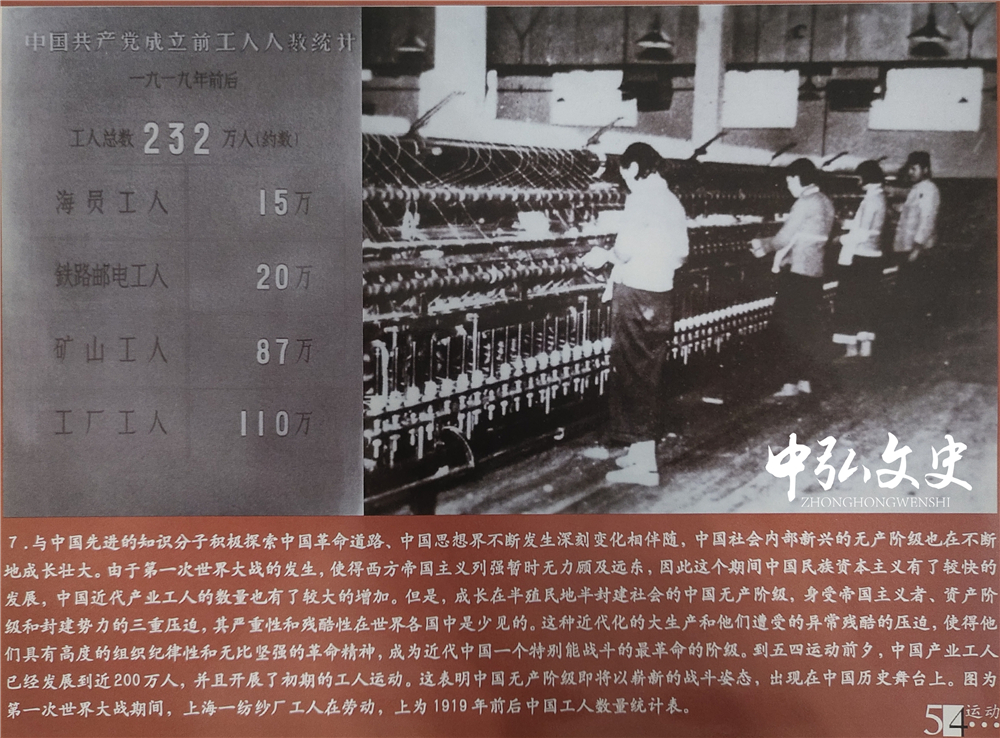 中国共产党成立前工人人数统计
一九一九年前后
工人总数 232 万人(约数)
海员工人 15万
鉄路邮电工人 20万
矿山工人 87万
工厂工人 110万
中弘文史
ZHONGHONGWENSHI
7.与中国先进的知识分子积极探索中国革命道路、中国思想界不断发生深刻变化相伴随，中国社会内部新兴的无产阶级也在不断
地成长壮大。由于第一次世界大战的发生，使得西方帝国主义列强暂时无力顾及远东，因此这个期间中国民族资本主义有了较快的
发展，中国近代产业工人的数量也有了较大的增加。但是，成长在半殖民地半封建社会的中国无产阶级，身受帝国主义者、资产阶
级和封建势力的三重压迫，其严重性和残酷性在世界各国中是少见的。这种近代化的大生产和他们遭受的异常残酷的压迫，使得他
们具有高度的组织纪律性和无比坚强的革命精神，成为近代中国一个特别能战斗的最革命的阶级。到五四运动前夕，中国产业工人
已经发展到近200万人，并且开展了初期的工人运动。这表明中国无产阶级即将以崭新的战斗姿态，出现在中国历史舞台上。图为
第一次世界大战期间，上海一纺纱厂工人在劳动，上为1919年前后中国工人数量统计表。
54运动